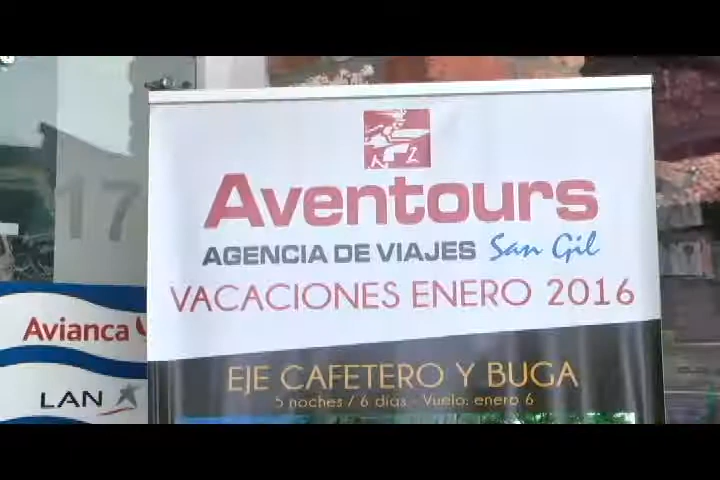 17
Aventours
AGENCIA DE VIAJES San Gil
VACACIONES ENERO 2016
Avianca
EJE CAFETERO Y BUGA
LAN
5 noches / 6 días - Vuelo: enero 6